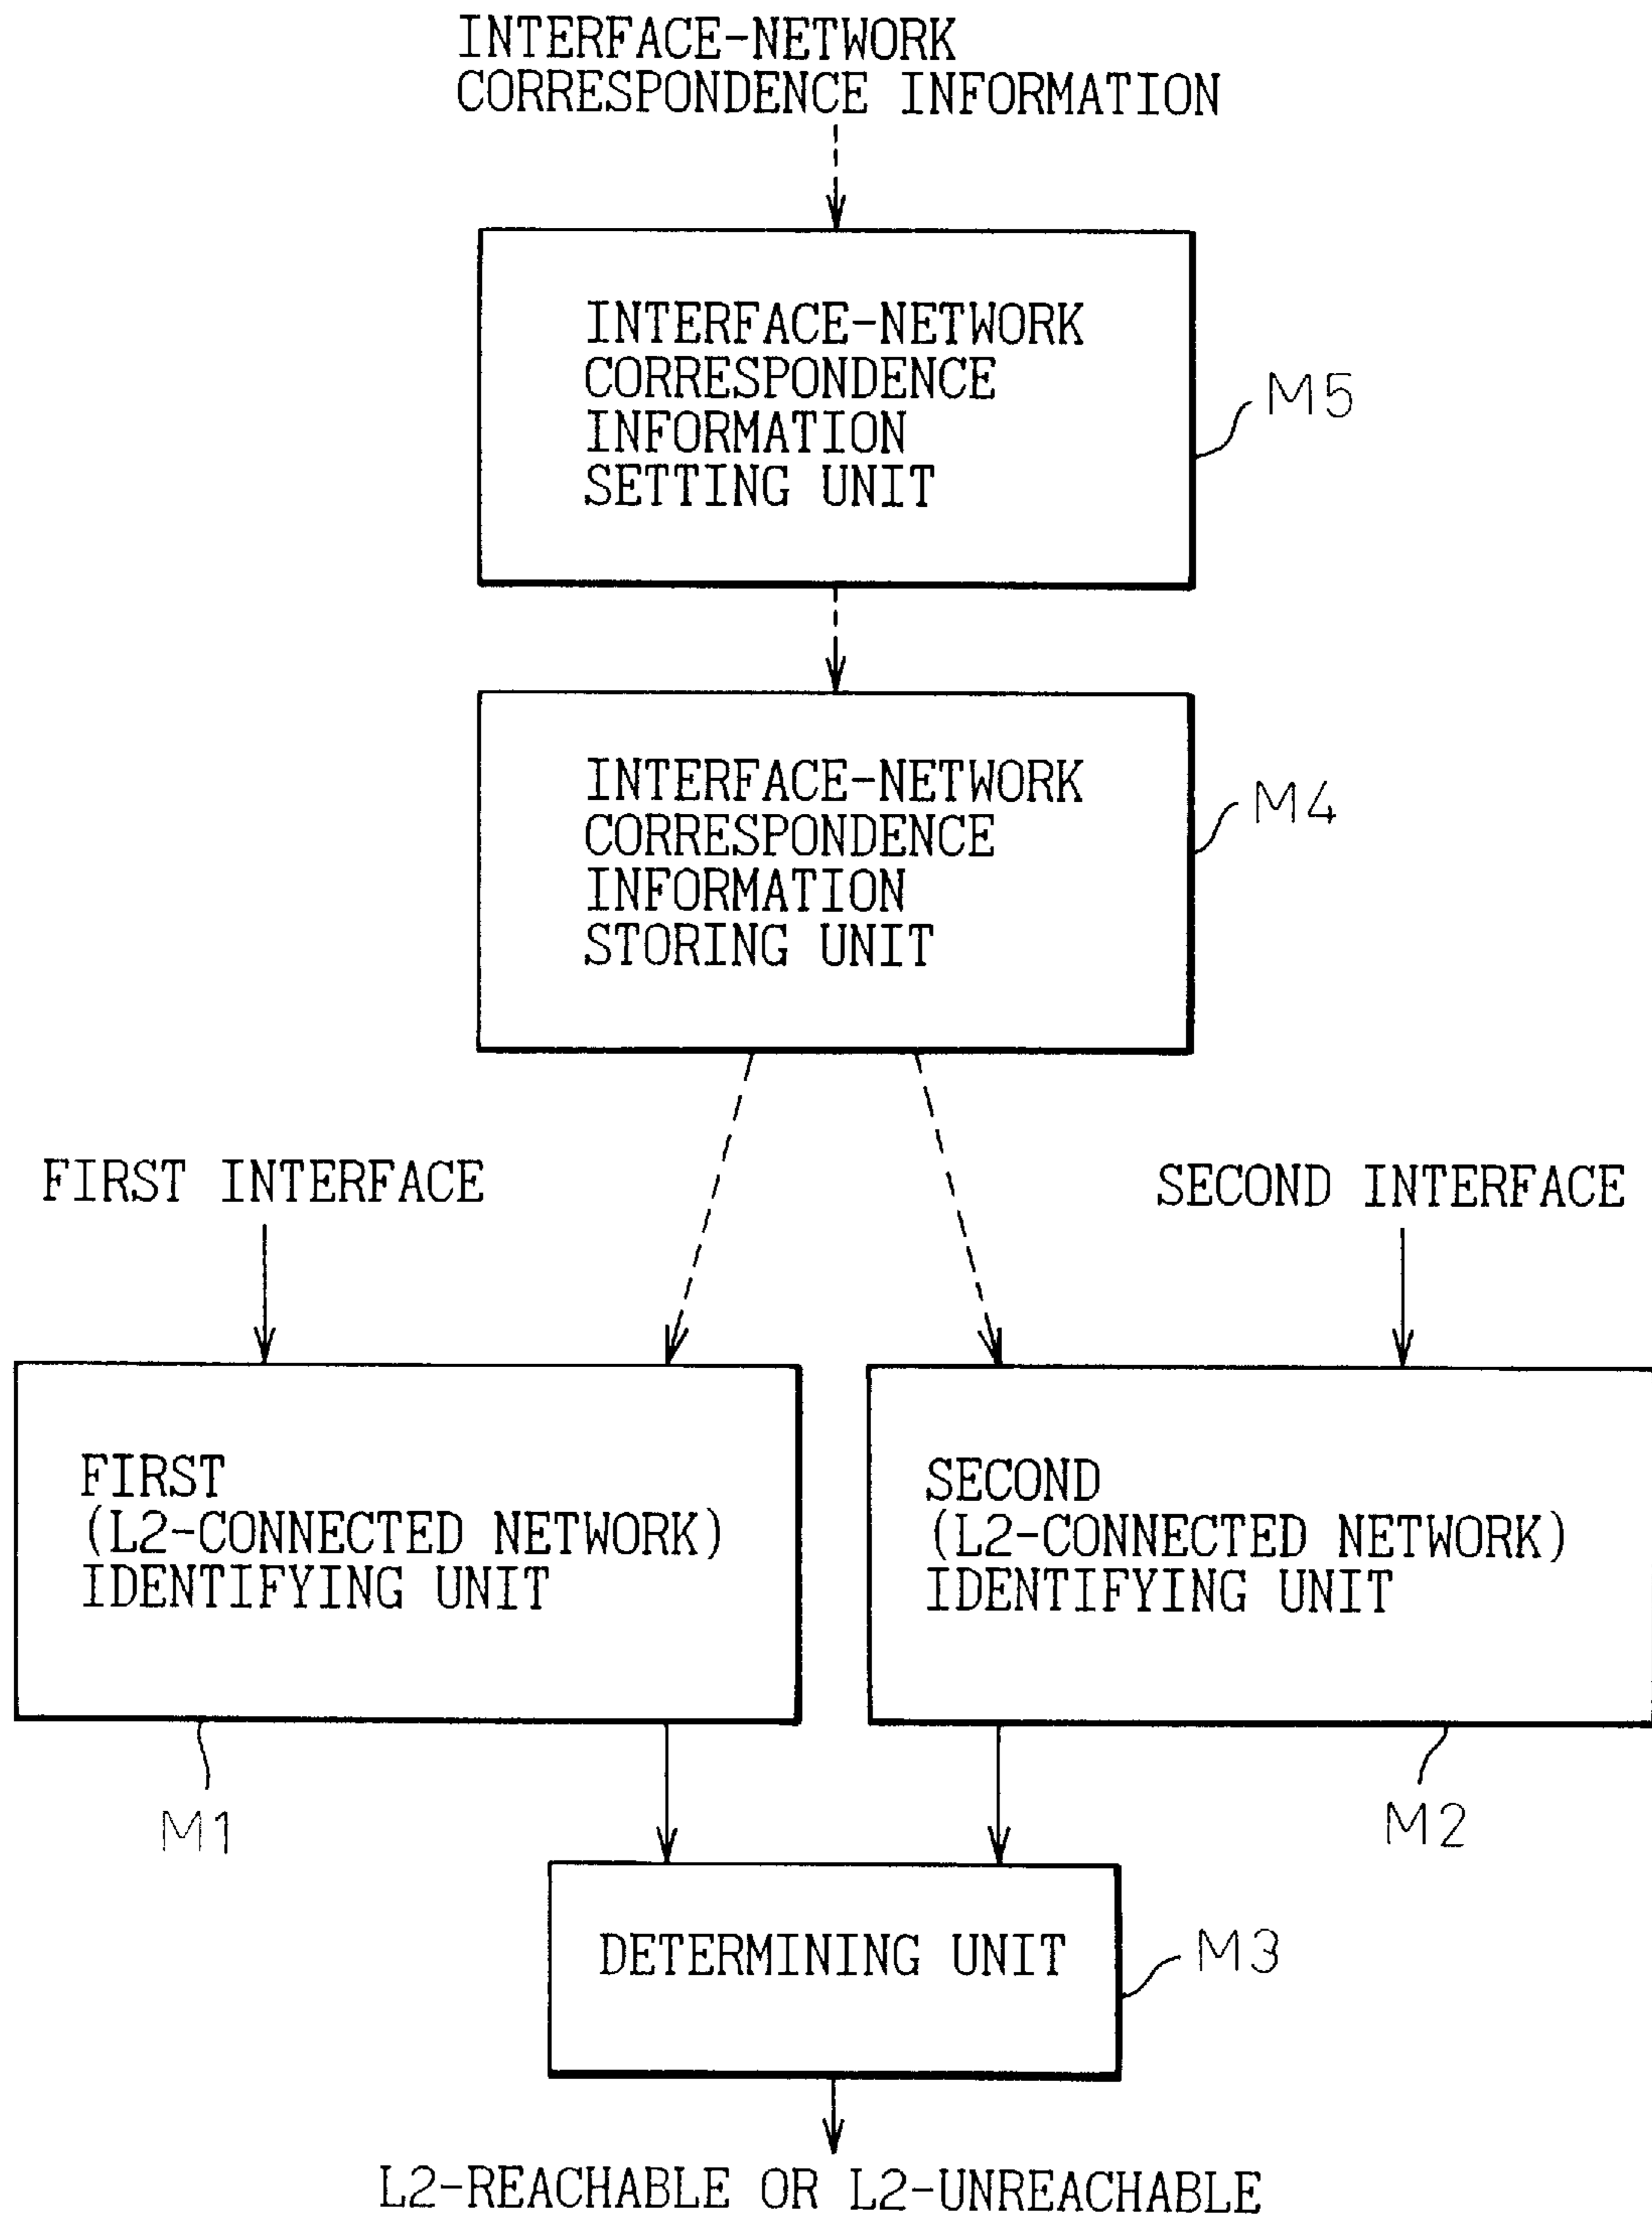 INTERFACE-NETWORK
CORRESPONDENCE INFORMATION
INTERFACE-NETWORK
CORRESPONDENCE
INFORMATION
SETTING UNIT
M5
INTERFACE-NETWORK
CORRESPONDENCE
INFORMATION
STORING UNIT
M4
FIRST INTERFACE
SECOND INTERFACE
FIRST
(L2-CONNECTED NETWORK)
IDENTIFYING UNIT
SECOND
(L2-CONNECTED NETWORK)
IDENTIFYING UNIT
M1
M2
DETERMINING UNIT
M3
L2-REACHABLE OR L2-UNREACHABLE